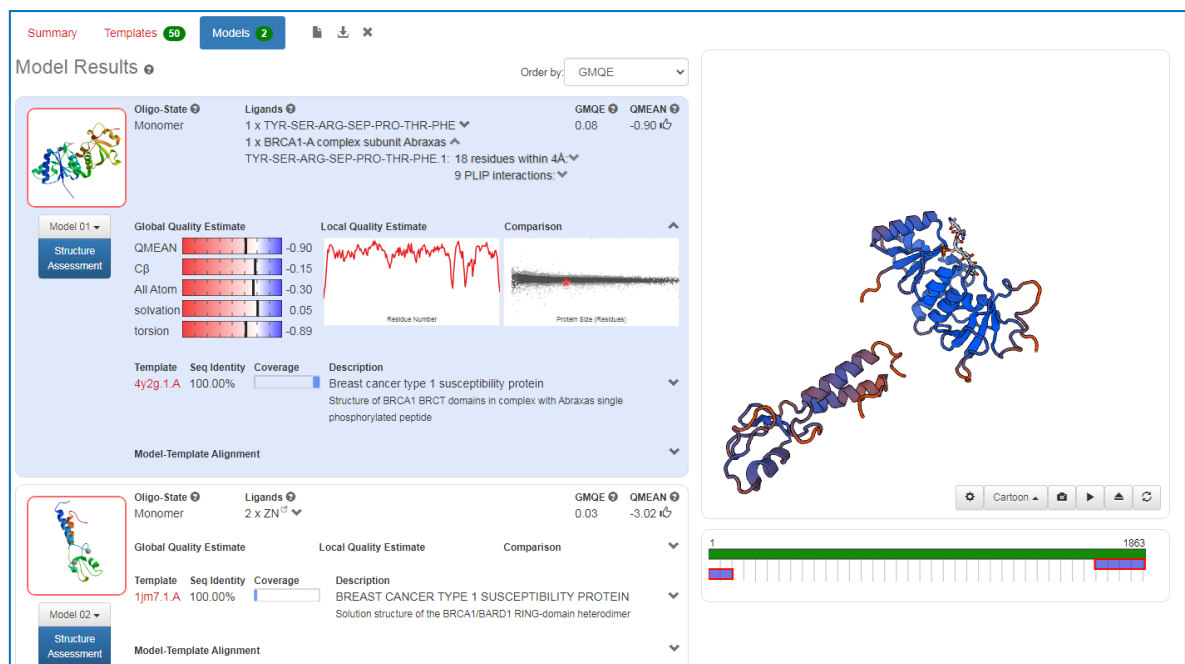 Summary Templates 50 Models 2
Model Results
Order by: GMQE
Oligo-State Ligands GMQE QMEAN
Monomer 1 x TYR-SER-ARG-SEP-PRO-THR-PHE 0.08 -0.90
1 x BRCA1-A complex subunit Abraxas
TYR-SER-ARG-SEP-PRO-THR-PHE.1: 18 residues within 4Å:
9 PLIP interactions:
Model 01
Structure
Assessment
Global Quality Estimate Local Quality Estimate Comparison
QMEAN -0.90
Cβ -0.15
All Atom -0.30
solvation 0.05
torsion -0.89
Residue Number
Protein Size (Residues)
Template Seq Identity Coverage Description
4y2g.1.A 100.00% Breast cancer type 1 susceptibility protein
Structure of BRCA1 BRCT domains in complex with Abraxas single
phosphorylated peptide
Model-Template Alignment
Oligo-State Ligands GMQE QMEAN
Monomer 2 x ZN 0.03 -3.02
Global Quality Estimate Local Quality Estimate Comparison
Template Seq Identity Coverage Description
1jm7.1.A 100.00% BREAST CANCER TYPE 1 SUSCEPTIBILITY PROTEIN
Solution structure of the BRCA1/BARD1 RING-domain heterodimer
Model 02
Structure
Assessment
Model-Template Alignment
Cartoon
1 1863